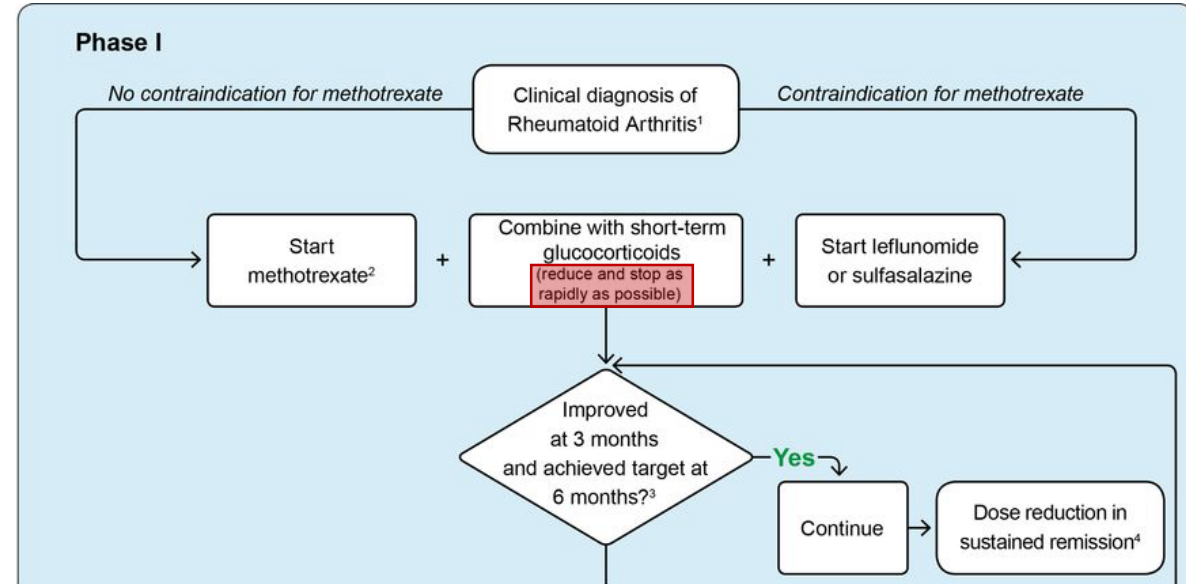 Phase I
No contraindication for methotrexate
Clinical diagnosis of
Rheumatoid Arthritis¹
Contraindication for methotrexate
Start
methotrexate²
+
Combine with short-term
glucocorticoids
(reduce and stop as
rapidly as possible)
+
Start leflunomide
or sulfasalazine
Improved
at 3 months
and achieved target at
6 months?³
Yes
Continue
Dose reduction in
sustained remission⁴